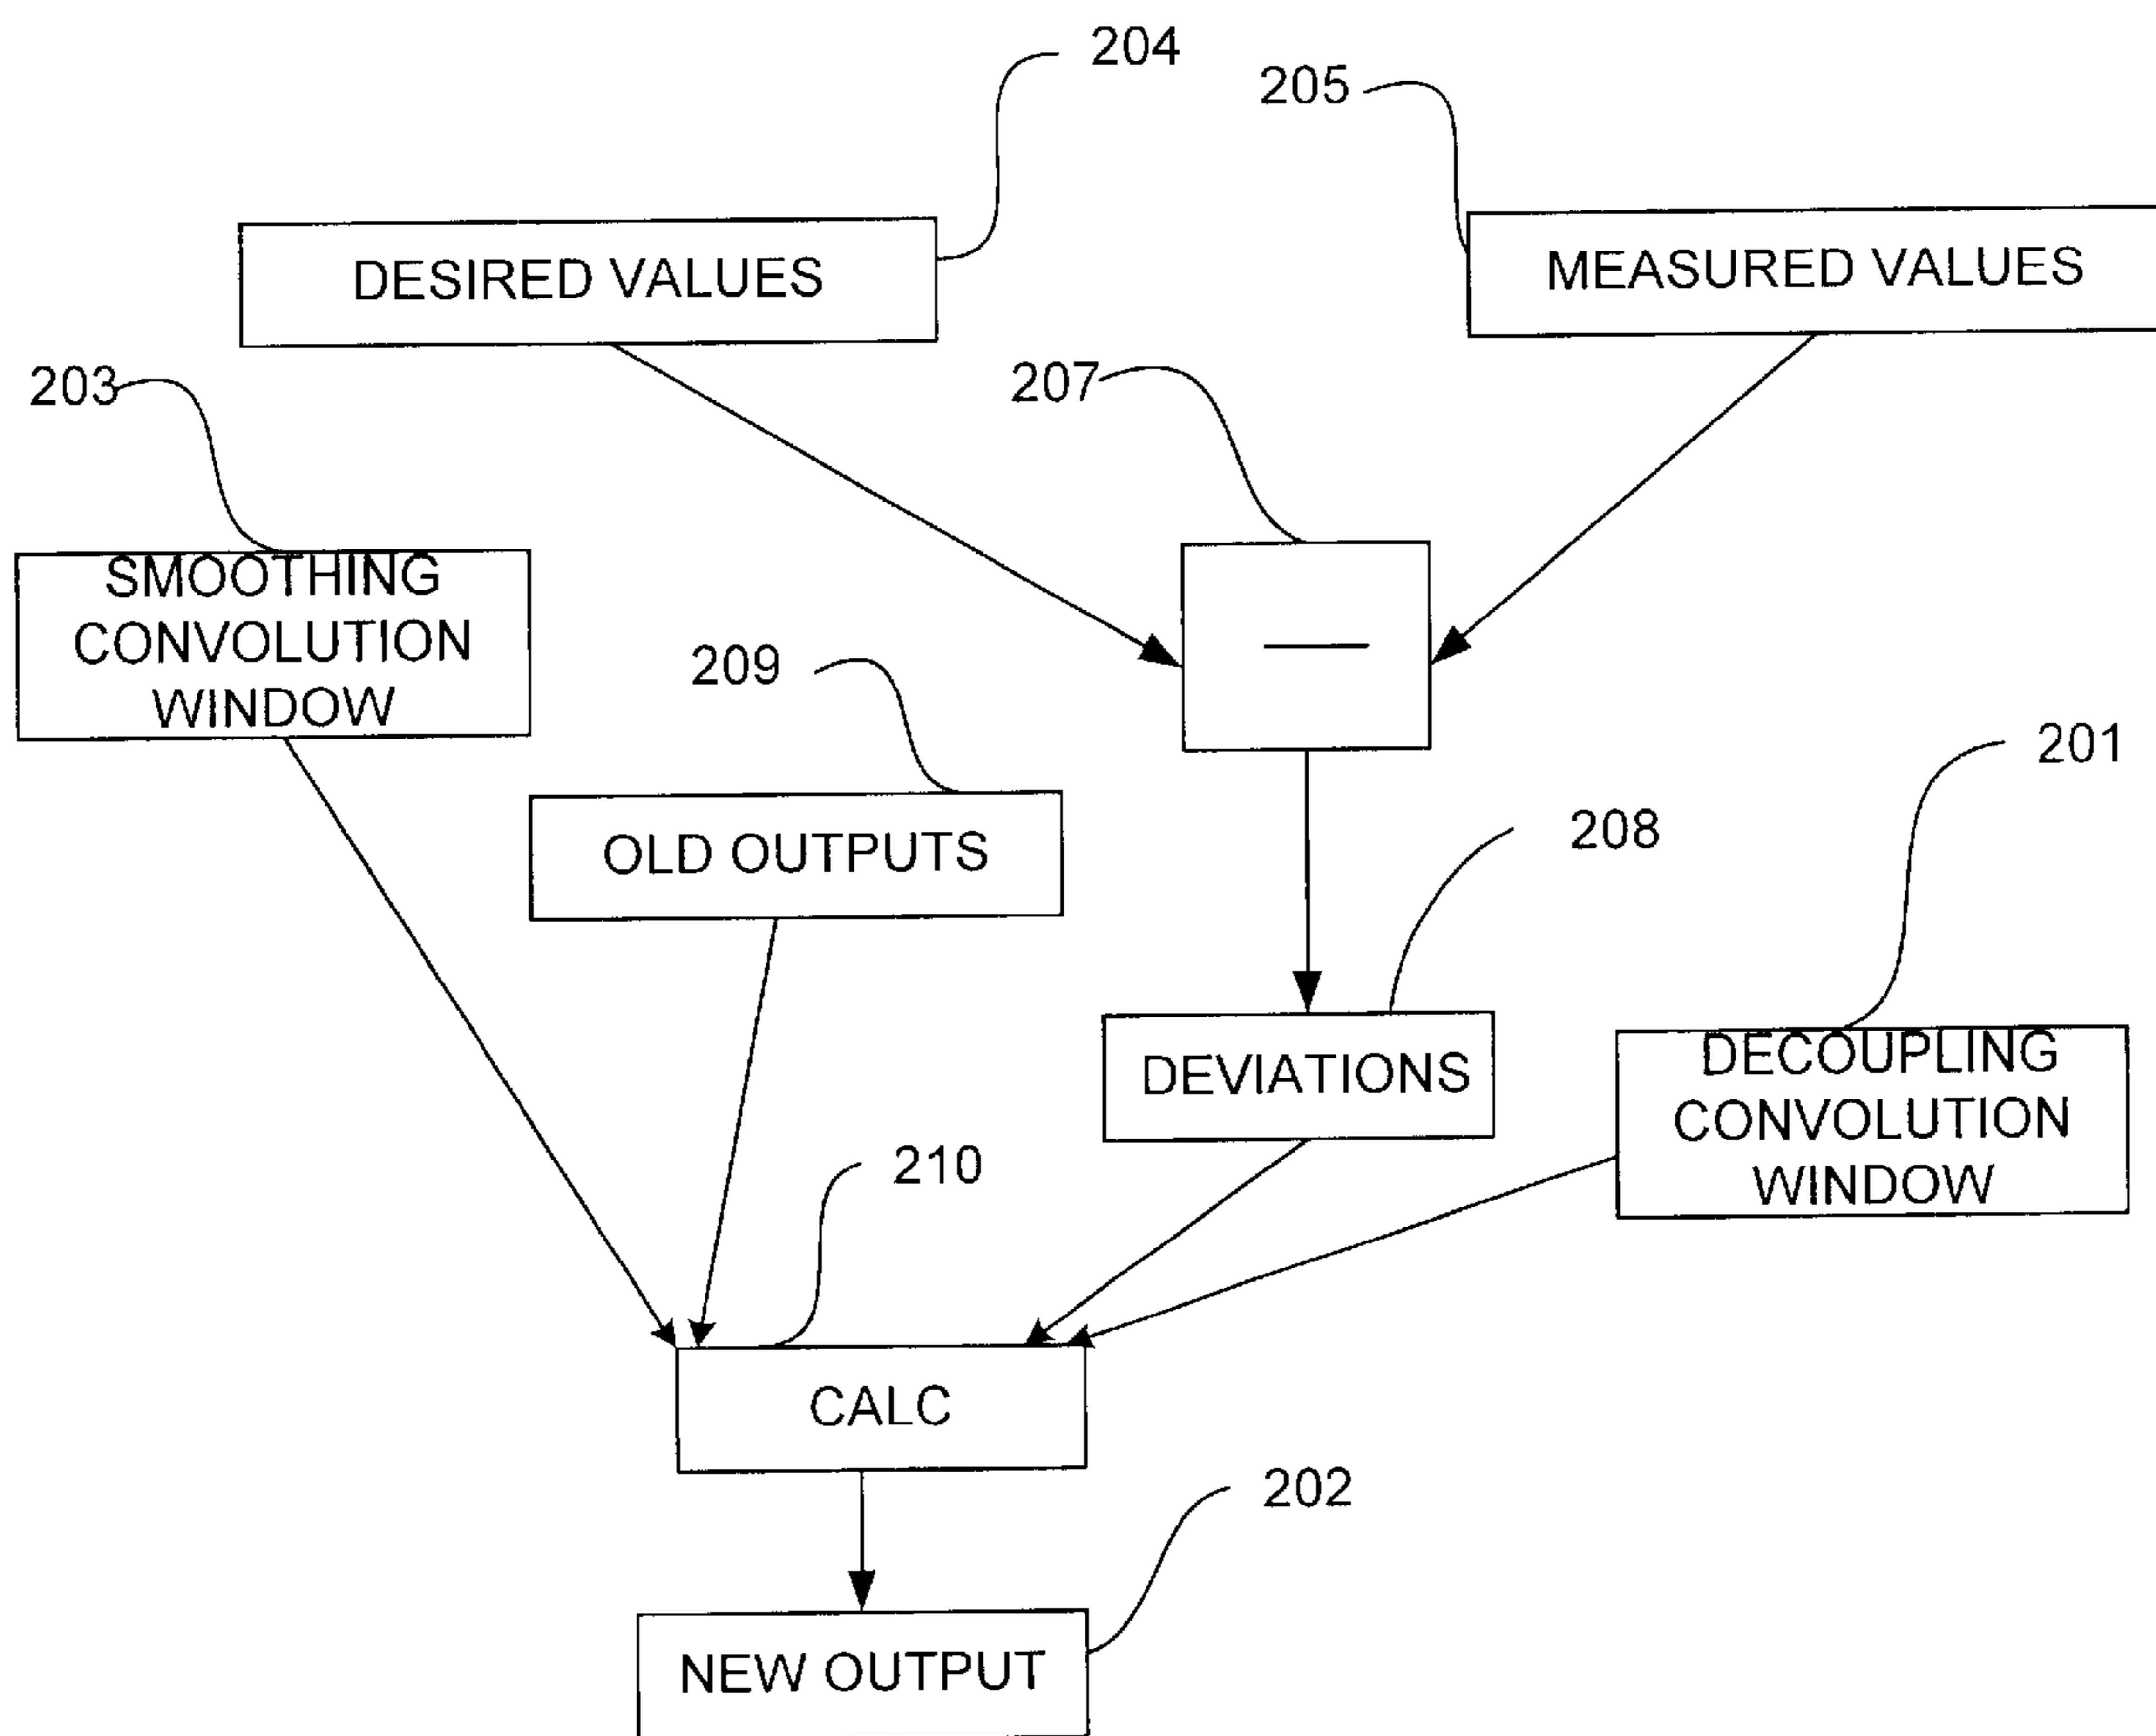 204
205
DESIRED VALUES
MEASURED VALUES
203
207
SMOOTHING
CONVOLUTION
WINDOW
209
201
OLD OUTPUTS
208
DEVIATIONS
DECOUPLING
CONVOLUTION
WINDOW
210
CALC
202
NEW OUTPUT